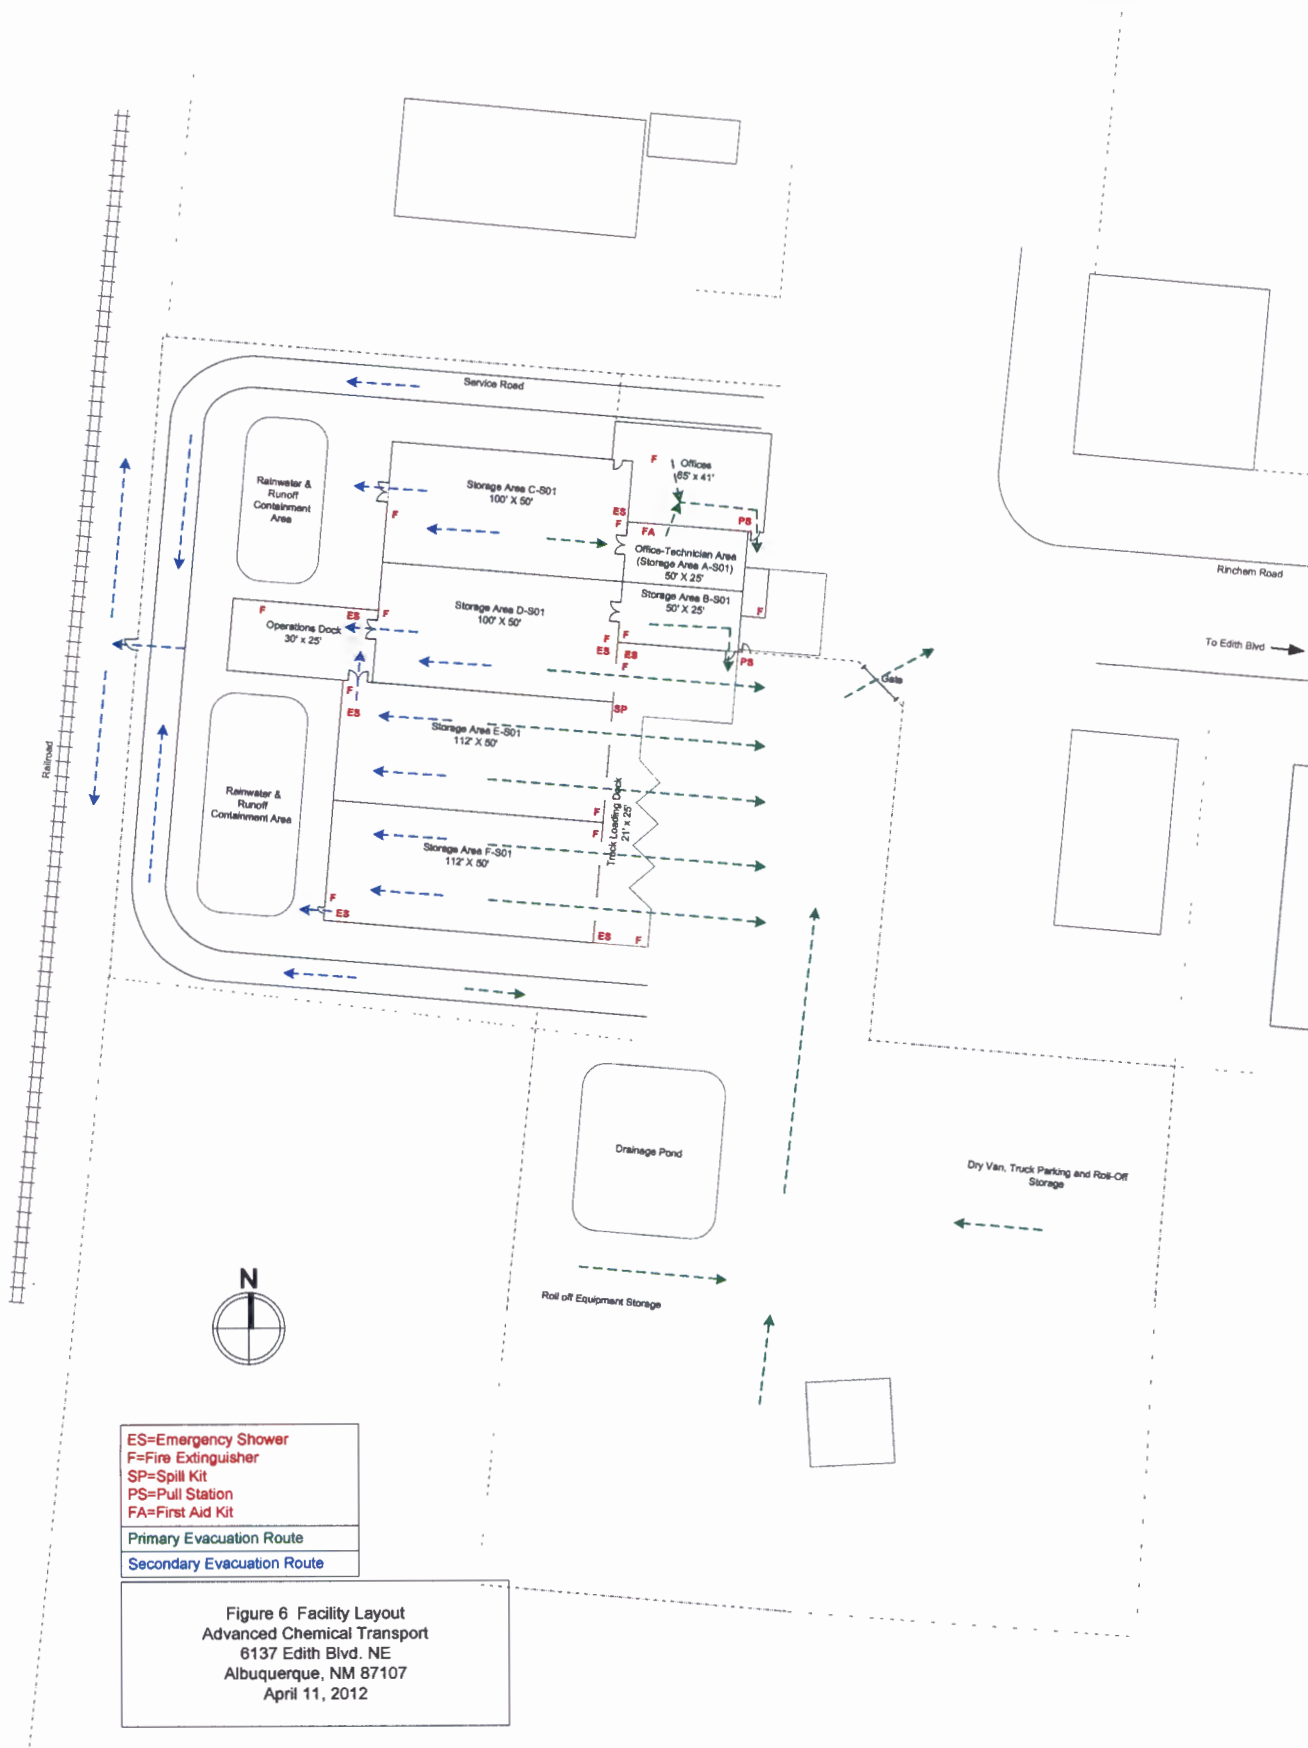 Service Road
F
Offices
65' x 41'
Rainwater &
Runoff
Containment
Area
Storage Area C-S01
100' X 50'
F
ES
F
PS
FA
Office-Technician Area
(Storage Area A-S01)
50' X 25'
Rinchem Road
Storage Area B-S01
50' X 25'
F
F
ES
F
Operations Dock
30' x 25'
Storage Area D-S01
100' X 50'
F
F
ES
ES
F
PS
To Edith Blvd
Gate
F
ES
SP
Storage Area E-S01
112' X 50'
Railroad
Rainwater &
Runoff
Containment Area
F
F
Truck Loading Dock
21' x 25'
Storage Area F-S01
112' X 50'
F
ES
ES
F
Drainage Pond
Dry Van, Truck Parking and Roll-Off
Storage
Roll off Equipment Storage
N
ES=Emergency Shower
F=Fire Extinguisher
SP=Spill Kit
PS=Pull Station
FA=First Aid Kit
Primary Evacuation Route
Secondary Evacuation Route
Figure 6 Facility Layout
Advanced Chemical Transport
6137 Edith Blvd. NE
Albuquerque, NM 87107
April 11, 2012